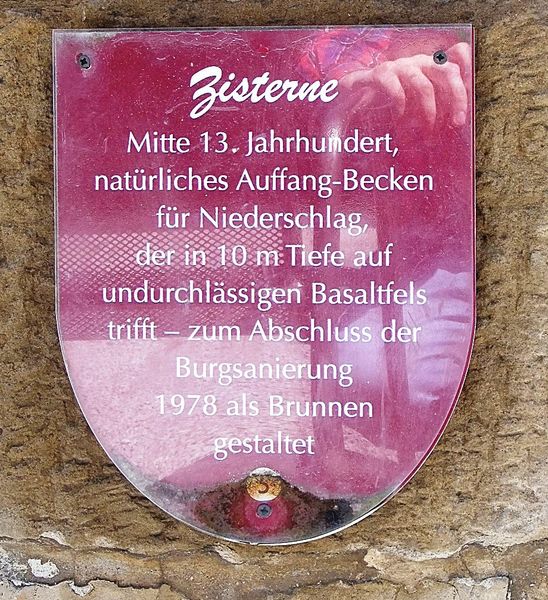 Zisterne
Mitte 13. Jahrhundert,
natürliches Auffang-Becken
für Niederschlag,
der in 10 m Tiefe auf
undurchlässigen Basaltfels
trifft – zum Abschluss der
Burgsanierung
1978 als Brunnen
gestaltet